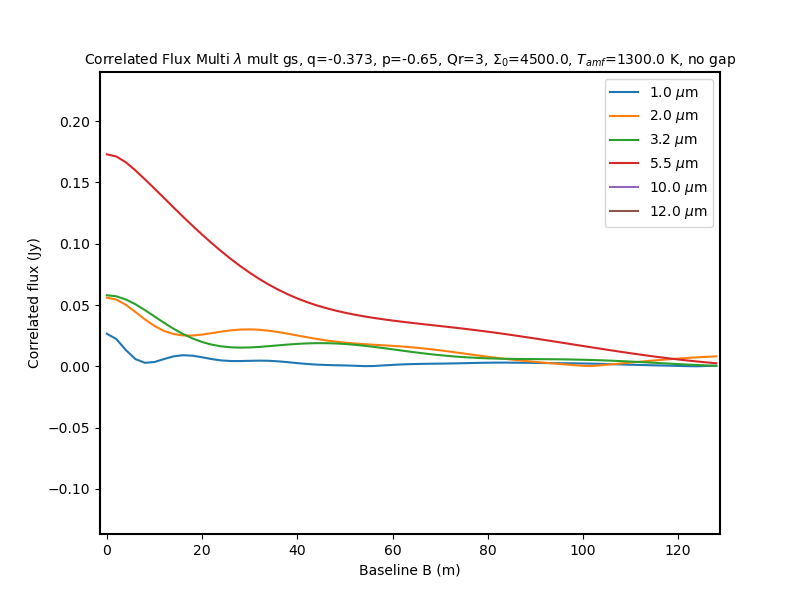 Correlated Flux Multi λ mult gs, q=-0.373, p=-0.65, Qr=3, Σ₀=4500.0, T_amf=1300.0 K, no gap
1.0 μm
2.0 μm
3.2 μm
5.5 μm
10.0 μm
12.0 μm
0.20
0.15
0.10
0.05
0.00
−0.05
−0.10
Correlated flux (Jy)
0 20 40 60 80 100 120
Baseline B (m)